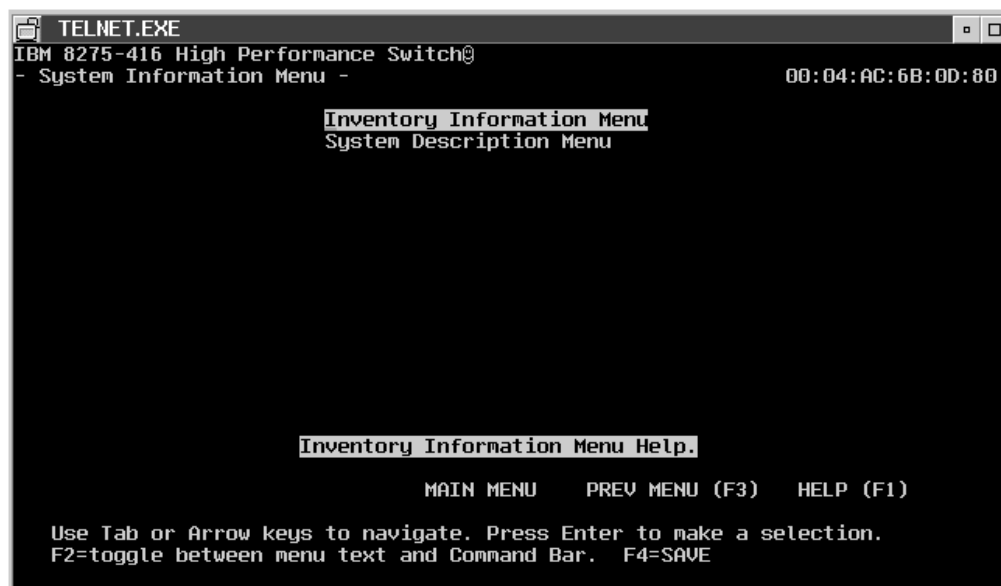 TELNET.EXE
IBM 8275-416 High Performance Switch
- System Information Menu - 00:04:AC:6B:0D:80
Inventory Information Menu
System Description Menu
Inventory Information Menu Help.
MAIN MENU PREV MENU (F3) HELP (F1)
Use Tab or Arrow keys to navigate. Press Enter to make a selection.
F2=toggle between menu text and Command Bar. F4=SAVE